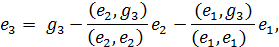 e₃ = g₃ − (e₂, g₃)/(e₂, e₂) e₂ − (e₁, g₃)/(e₁, e₁) e₁,